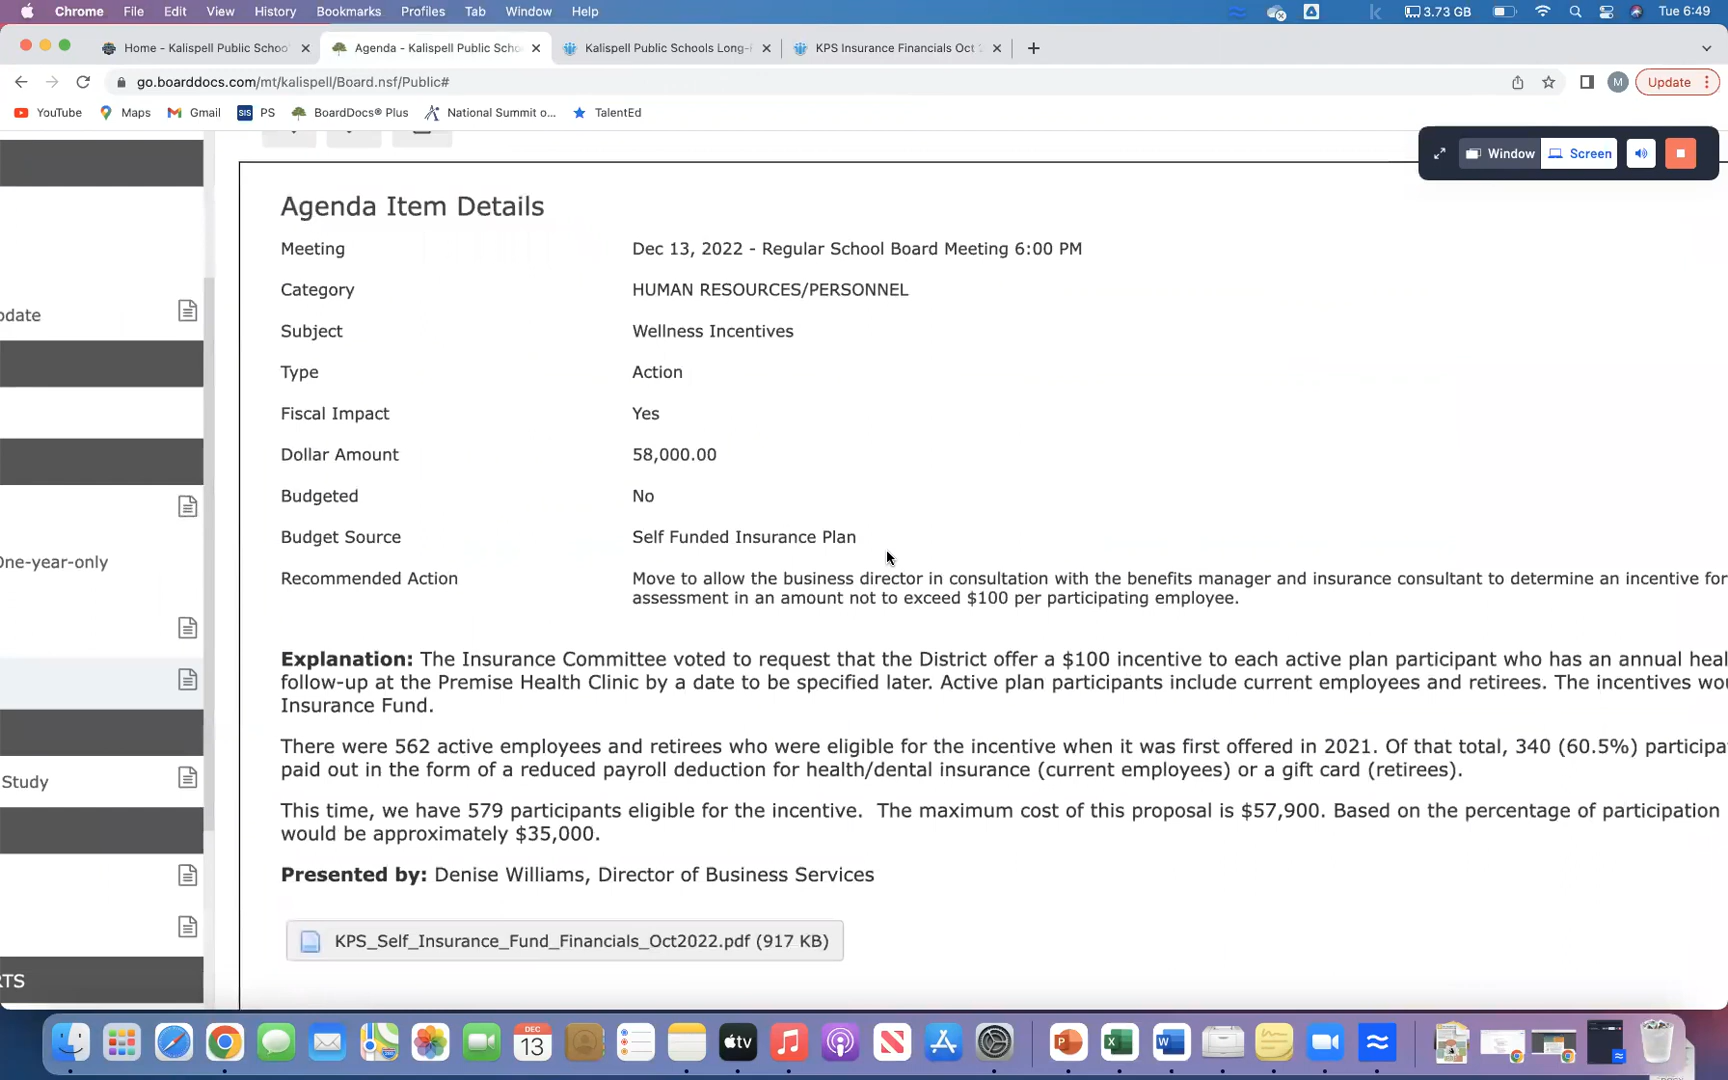 Chrome File Edit View History Bookmarks Profiles Tab Window Help 3.73 GB Tue 6:49
Home - Kalispell Public Schoo Agenda - Kalispell Public Scho Kalispell Public Schools Long- KPS Insurance Financials Oct
go.boarddocs.com/mt/kalispell/Board.nsf/Public# M Update
YouTube Maps Gmail SIS PS BoardDocs® Plus National Summit o... TalentEd
Window Screen
Agenda Item Details
Meeting Dec 13, 2022 - Regular School Board Meeting 6:00 PM
Category HUMAN RESOURCES/PERSONNEL
Subject Wellness Incentives
Type Action
Fiscal Impact Yes
Dollar Amount 58,000.00
Budgeted No
Budget Source Self Funded Insurance Plan
Recommended Action Move to allow the business director in consultation with the benefits manager and insurance consultant to determine an incentive for
assessment in an amount not to exceed $100 per participating employee.
Explanation: The Insurance Committee voted to request that the District offer a $100 incentive to each active plan participant who has an annual heal
follow-up at the Premise Health Clinic by a date to be specified later. Active plan participants include current employees and retirees. The incentives wou
Insurance Fund.
There were 562 active employees and retirees who were eligible for the incentive when it was first offered in 2021. Of that total, 340 (60.5%) participa
paid out in the form of a reduced payroll deduction for health/dental insurance (current employees) or a gift card (retirees).
This time, we have 579 participants eligible for the incentive. The maximum cost of this proposal is $57,900. Based on the percentage of participation
would be approximately $35,000.
Presented by: Denise Williams, Director of Business Services
KPS_Self_Insurance_Fund_Financials_Oct2022.pdf (917 KB)
pdate
One-year-only
Study
RTS
DEC
13
tv